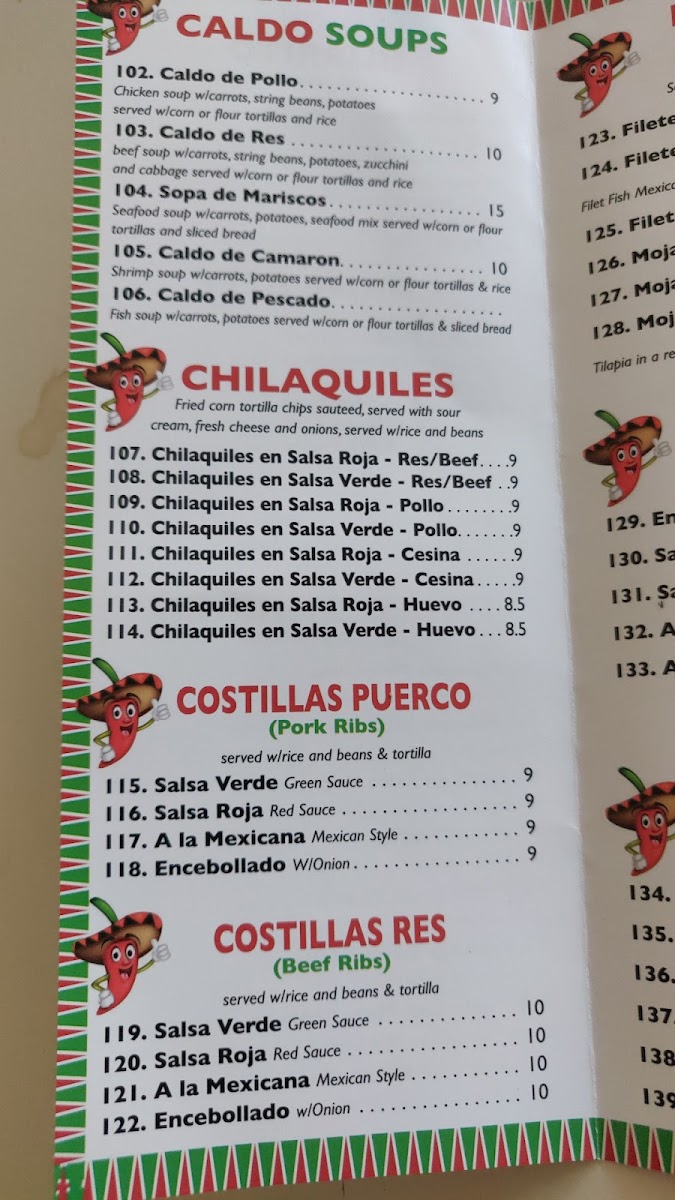 CALDO SOUPS
102. Caldo de Pollo. . . . . . . . . . . . . . . . . . . . . 9
Chicken soup w/carrots, string beans, potatoes
served w/corn or flour tortillas and rice
103. Caldo de Res . . . . . . . . . . . . . . . . . . . . . . 10
beef soup w/carrots, string beans, potatoes, zucchini
and cabbage served w/corn or flour tortillas and rice
104. Sopa de Mariscos. . . . . . . . . . . . . . . . . 15
Seafood soup w/carrots, potatoes, seafood mix served w/corn or flour
tortillas and sliced bread
105. Caldo de Camaron. . . . . . . . . . . . . . . . 10
Shrimp soup w/carrots, potatoes served w/corn or flour tortillas & rice
106. Caldo de Pescado. . . . . . . . . . . . . . . . . . .
Fish soup w/carrots, potatoes served w/corn or flour tortillas & sliced bread
CHILAQUILES
Fried corn tortilla chips sauteed, served with sour
cream, fresh cheese and onions, served w/rice and beans
107. Chilaquiles en Salsa Roja - Res/Beef. . . .9
108. Chilaquiles en Salsa Verde - Res/Beef . .9
109. Chilaquiles en Salsa Roja - Pollo . . . . . . . .9
110. Chilaquiles en Salsa Verde - Pollo. . . . . . .9
111. Chilaquiles en Salsa Roja - Cesina . . . . . .9
112. Chilaquiles en Salsa Verde - Cesina . . . . .9
113. Chilaquiles en Salsa Roja - Huevo . . . . 8.5
114. Chilaquiles en Salsa Verde - Huevo . . . 8.5
COSTILLAS PUERCO
(Pork Ribs)
served w/rice and beans & tortilla
115. Salsa Verde Green Sauce . . . . . . . . . . . . . . . . 9
116. Salsa Roja Red Sauce . . . . . . . . . . . . . . . . . . . 9
117. A la Mexicana Mexican Style . . . . . . . . . . . . 9
118. Encebollado W/Onion . . . . . . . . . . . . . . . . . . 9
COSTILLAS RES
(Beef Ribs)
served w/rice and beans & tortilla
119. Salsa Verde Green Sauce . . . . . . . . . . . . . . . 10
120. Salsa Roja Red Sauce . . . . . . . . . . . . . . . . . . 10
121. A la Mexicana Mexican Style . . . . . . . . . . . . 10
122. Encebollado w/Onion . . . . . . . . . . . . . . . . . 10
123. Filete
124. Filete
Filet Fish Mexic
125. Filet
126. Moja
127. Moja
128. Moj
Tilapia in a re
129. En
130. Sa
131. Sa
132. A
133. A
134.
135.
136.
137.
138
139